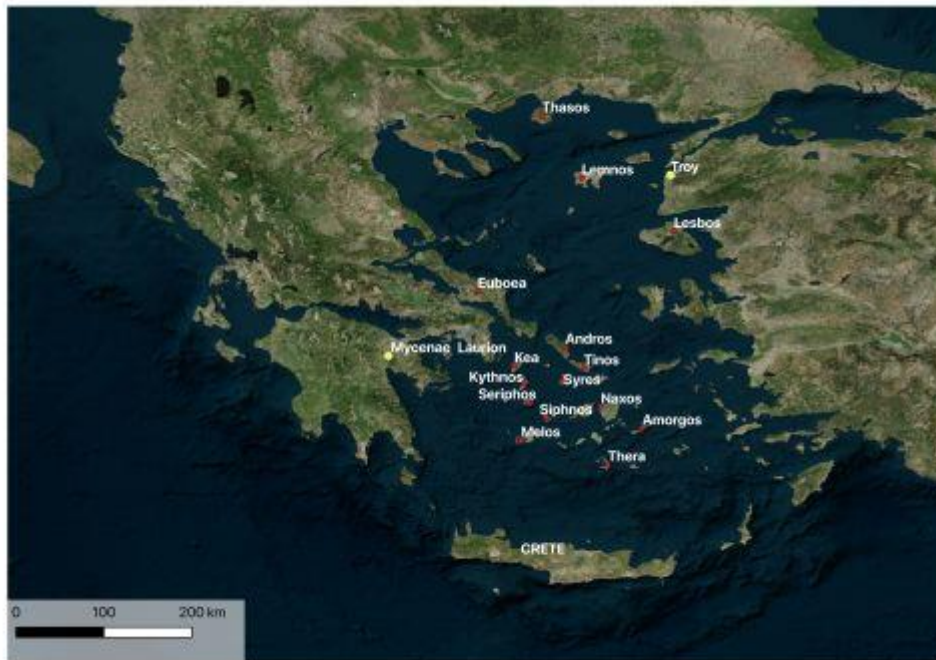 Thasos
Lemnos
Troy
Lesbos
Euboea
Andros
Mycenae Laurion
Kea
Tinos
Kythnos
Syres
Seriphos
Siphnos
Naxos
Amorgos
Melos
Thera
CRETE
0 100 200 km